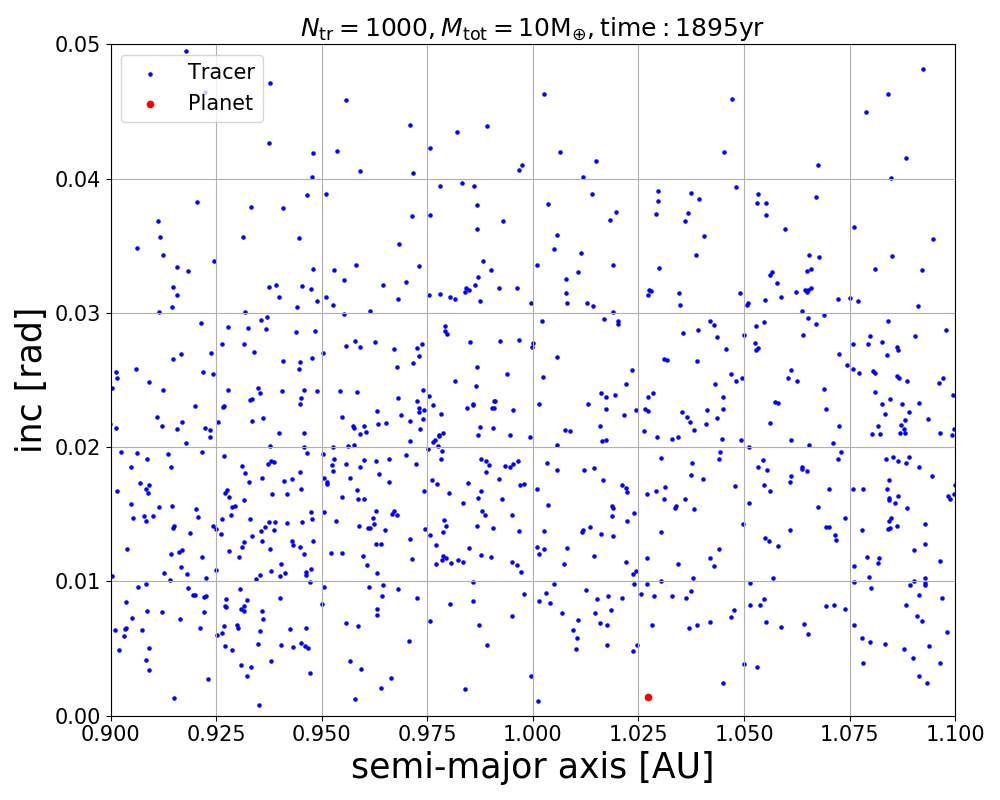 N_tr = 1000, M_tot = 10M_⊕, time : 1895yr
Tracer
Planet
0.05
0.04
0.03
0.02
0.01
0.00
inc [rad]
0.900 0.925 0.950 0.975 1.000 1.025 1.050 1.075 1.100
semi-major axis [AU]